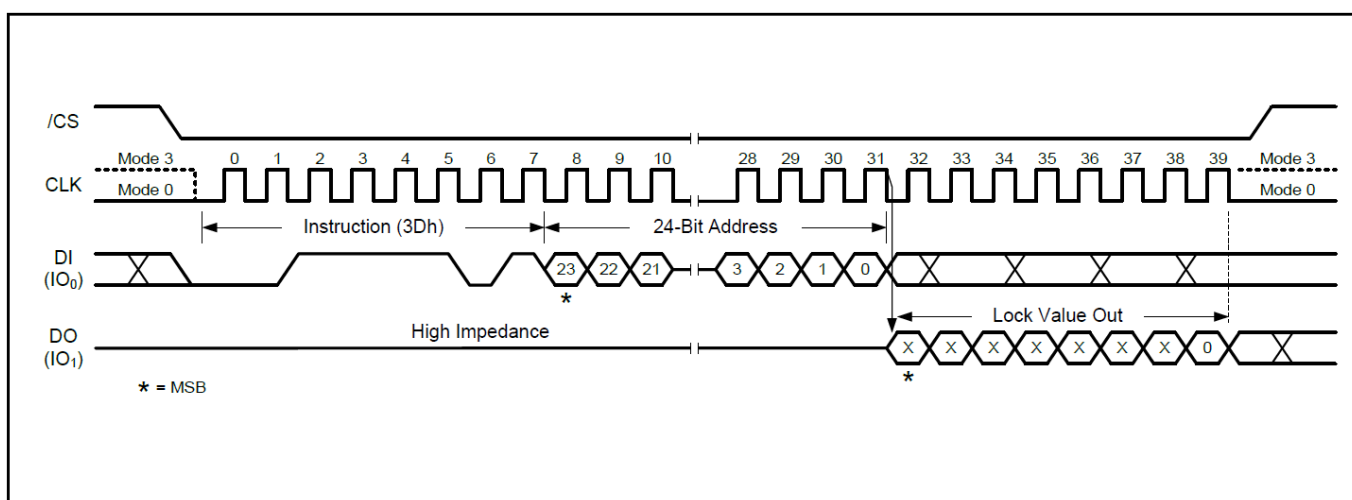 /CS
Mode 3 0 1 2 3 4 5 6 7 8 9 10 28 29 30 31 32 33 34 35 36 37 38 39 Mode 3
CLK
Mode 0 Mode 0
Instruction (3Dh) 24-Bit Address
DI
(IO0)
23 22 21 3 2 1 0
*
Lock Value Out
High Impedance
DO
(IO1)
X X X X X X X 0
*
* = MSB